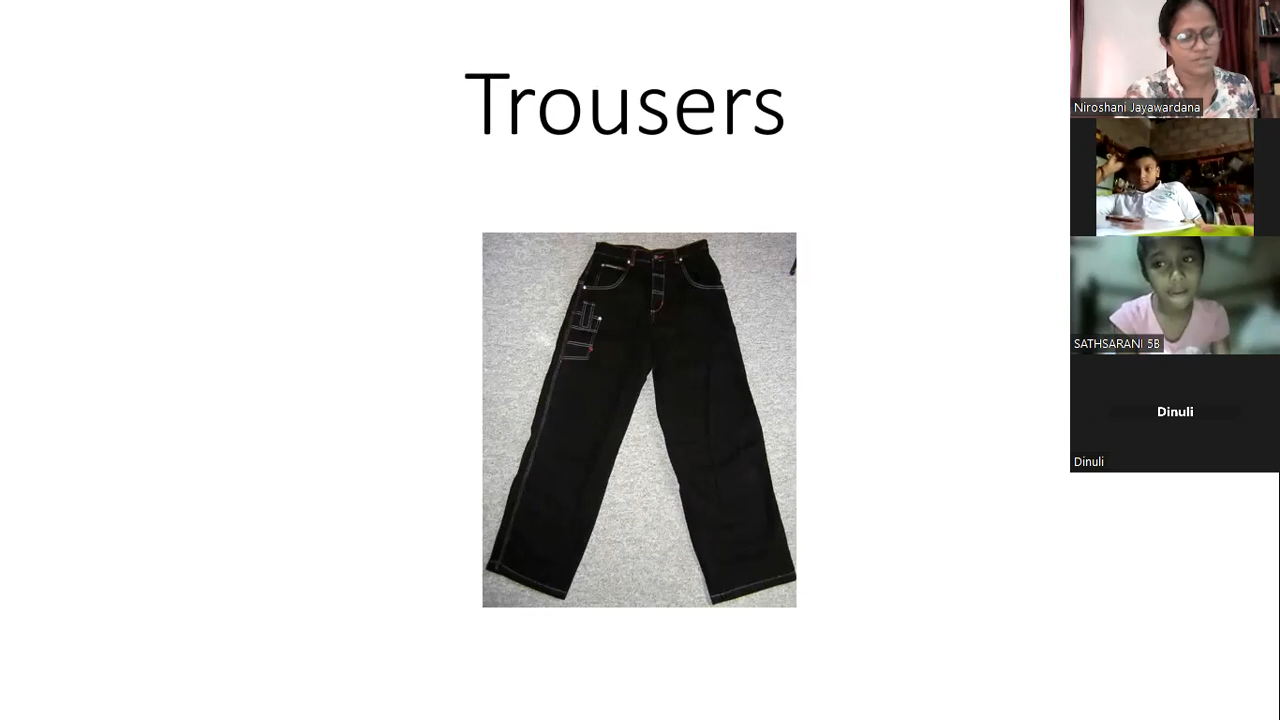 Trousers
Niroshani Jayawardana
SATHSARANI 5B
Dinuli
Dinuli